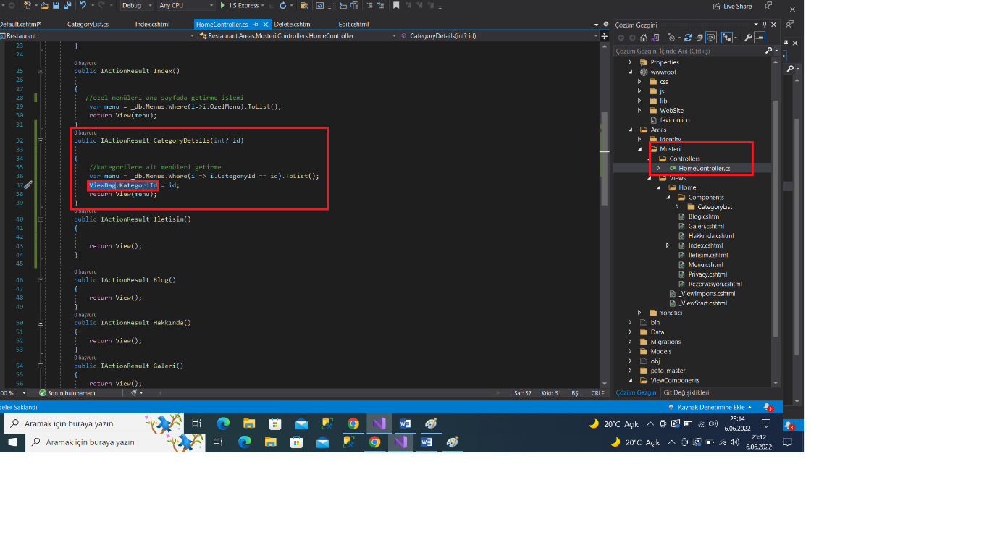 Debug Any CPU IIS Express Live Share
Default.cshtml* CategoryList.cs Index.cshtml HomeController.cs Delete.cshtml Edit.cshtml
Restaurant Restaurant.Areas.Musteri.Controllers.HomeController CategoryDetails(int? id)
23 }
24
0 başvuru
25 public IActionResult Index()
26
27 {
28 //ozel menüleri ana sayfada getirme işlemi
29 var menu = _db.Menus.Where(i=>i.OzelMenu).ToList();
30 return View(menu);
31 }
0 başvuru
32 public IActionResult CategoryDetails(int? id)
33
34 {
35 //kategorilere ait menüleri getirme
36 var menu = _db.Menus.Where(i => i.CategoryId == id).ToList();
37 ViewBag.KategoriId = id;
38 return View(menu);
39 }
0 başvuru
40 public IActionResult İletisim()
41 {
42
43 return View();
44 }
45
0 başvuru
46 public IActionResult Blog()
47 {
48 return View();
49 }
0 başvuru
50 public IActionResult Hakkında()
51 {
52 return View();
53 }
0 başvuru
54 public IActionResult Galeri()
55 {
56 return View();
00 % Sorun bulunamadı Sat: 37 Krkt: 31 BŞL CRLF
Çözüm Gezgini
Çözüm Gezgini İçinde Ara (Ctrl+ş)
Properties
wwwroot
css
js
lib
WebSite
favicon.ico
Areas
Identity
Musteri
Controllers
C# HomeController.cs
Views
Home
Components
CategoryList
Blog.cshtml
Galeri.cshtml
Hakkında.cshtml
Index.cshtml
Iletisim.cshtml
Menu.cshtml
Privacy.cshtml
Rezervasyon.cshtml
_ViewImports.cshtml
_ViewStart.cshtml
Yonetici
bin
Data
Migrations
Models
obj
pato-master
ViewComponents
Çözüm Gezgini Git Değişiklikleri
ğeler Saklandı Kaynak Denetimine Ekle 3
Aramak için buraya yazın 20°C Açık 23:14
6.06.2022 3
Aramak için buraya yazın 20°C Açık 23:12
6.06.2022